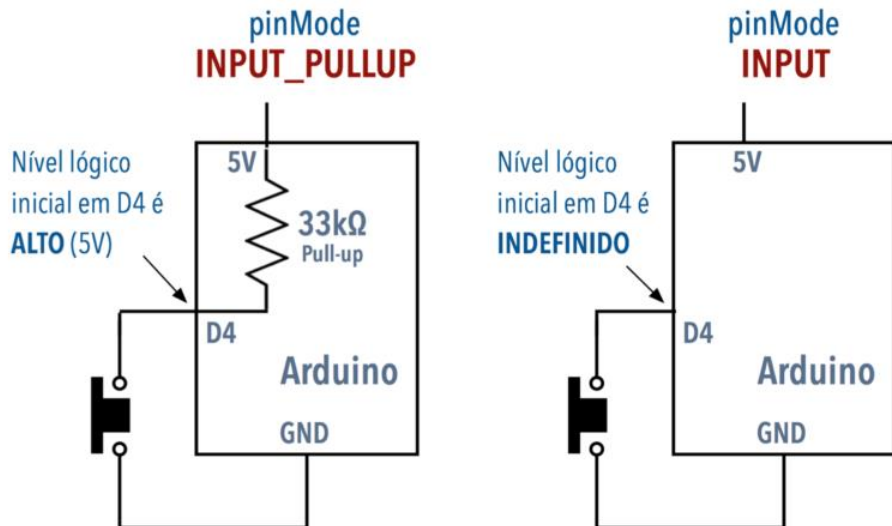 pinMode
INPUT_PULLUP
Nível lógico
inicial em D4 é
ALTO (5V)
5V
33kΩ
Pull-up
D4
Arduino
GND
pinMode
INPUT
Nível lógico
inicial em D4 é
INDEFINIDO
5V
D4
Arduino
GND